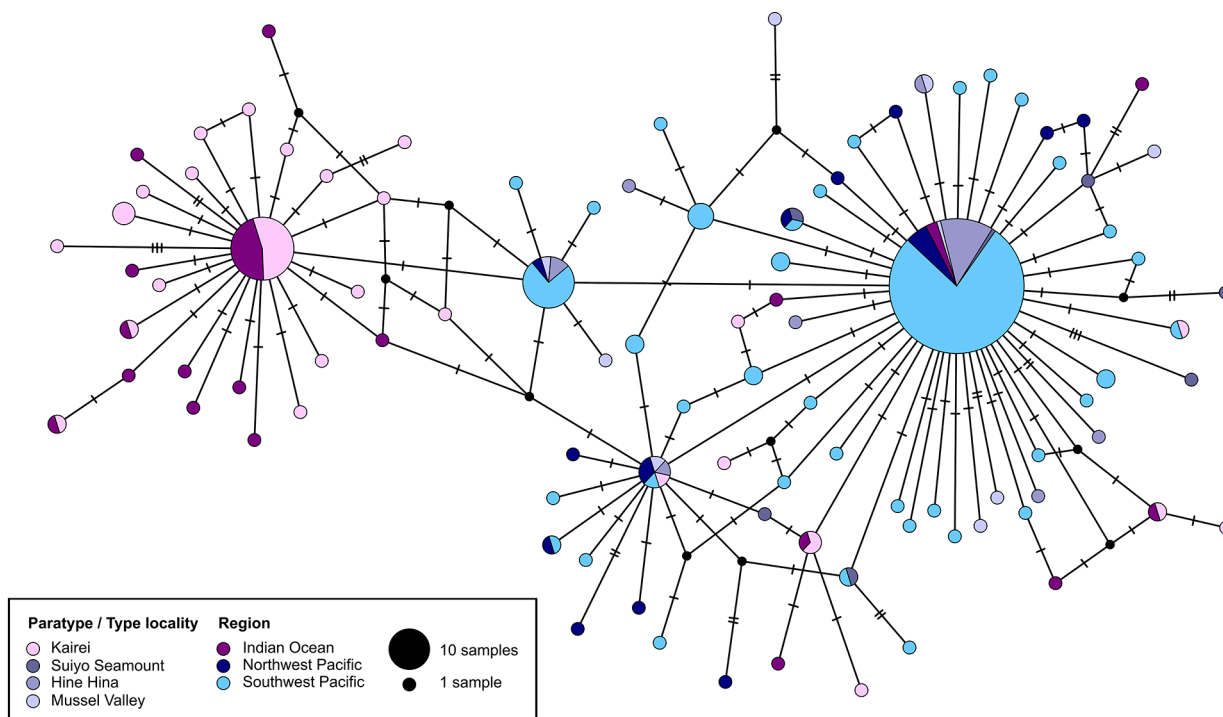 Paratype / Type locality
Kairei
Suiyo Seamount
Hine Hina
Mussel Valley
Region
Indian Ocean
Northwest Pacific
Southwest Pacific
10 samples
1 sample